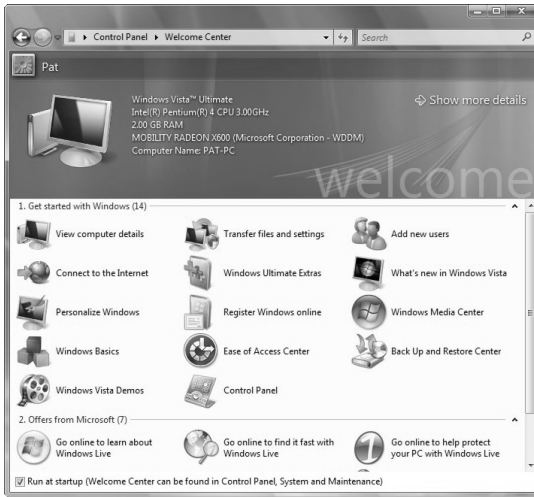 Control Panel ▸ Welcome Center
Search
Pat
Windows Vista™ Ultimate
Intel(R) Pentium(R) 4 CPU 3.00GHz
2.00 GB RAM
MOBILITY RADEON X600 (Microsoft Corporation - WDDM)
Computer Name: PAT-PC
Show more details
welcome
1. Get started with Windows (14)
View computer details
Transfer files and settings
Add new users
Connect to the Internet
Windows Ultimate Extras
What's new in Windows Vista
Personalize Windows
Register Windows online
Windows Media Center
Windows Basics
Ease of Access Center
Back Up and Restore Center
Windows Vista Demos
Control Panel
2. Offers from Microsoft (7)
Go online to learn about
Windows Live
Go online to find it fast with
Windows Live
Go online to help protect
your PC with Windows Live
Run at startup (Welcome Center can be found in Control Panel, System and Maintenance)